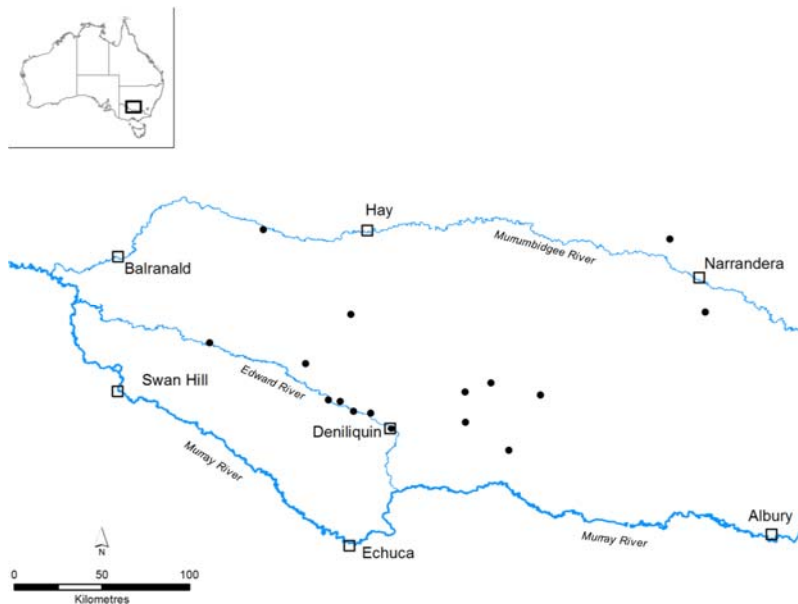 Hay
Murrumbidgee River
Balranald
Narrandera
Swan Hill
Edward River
Deniliquin
Murray River
Albury
Murray River
Echuca
N
0 50 100
Kilometres